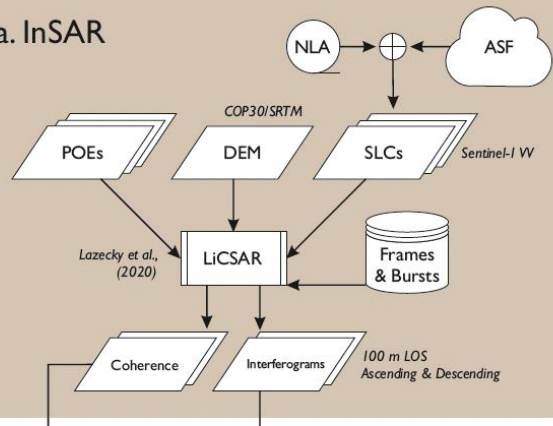 a. InSAR
NLA
ASF
COP30/SRTM
POEs
DEM
SLCs
Sentinel-1 VV
Lazecky et al.,
(2020)
LiCSAR
Frames
& Bursts
Coherence
Interferograms
100 m LOS
Ascending & Descending